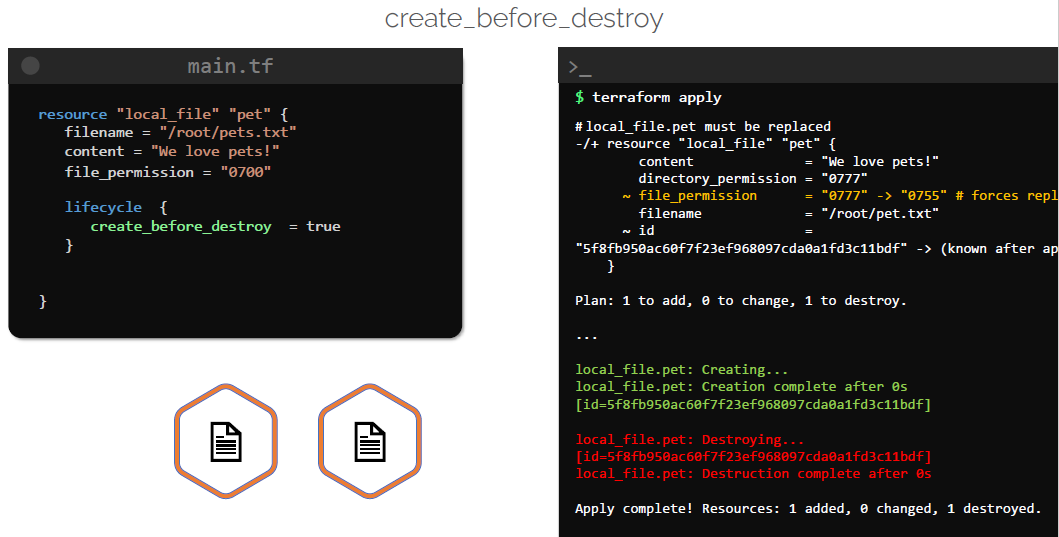 create_before_destroy
main.tf
resource "local_file" "pet" {
filename = "/root/pets.txt"
content = "We love pets!"
file_permission = "0700"
lifecycle {
create_before_destroy = true
}
}
>_
$ terraform apply
# local_file.pet must be replaced
-/+ resource "local_file" "pet" {
content = "We love pets!"
directory_permission = "0777"
~ file_permission = "0777" -> "0755" # forces repl
filename = "/root/pet.txt"
~ id =
"5f8fb950ac60f7f23ef968097cda0a1fd3c11bdf" -> (known after ap
}
Plan: 1 to add, 0 to change, 1 to destroy.
...
local_file.pet: Creating...
local_file.pet: Creation complete after 0s
[id=5f8fb950ac60f7f23ef968097cda0a1fd3c11bdf]
local_file.pet: Destroying...
[id=5f8fb950ac60f7f23ef968097cda0a1fd3c11bdf]
local_file.pet: Destruction complete after 0s
Apply complete! Resources: 1 added, 0 changed, 1 destroyed.